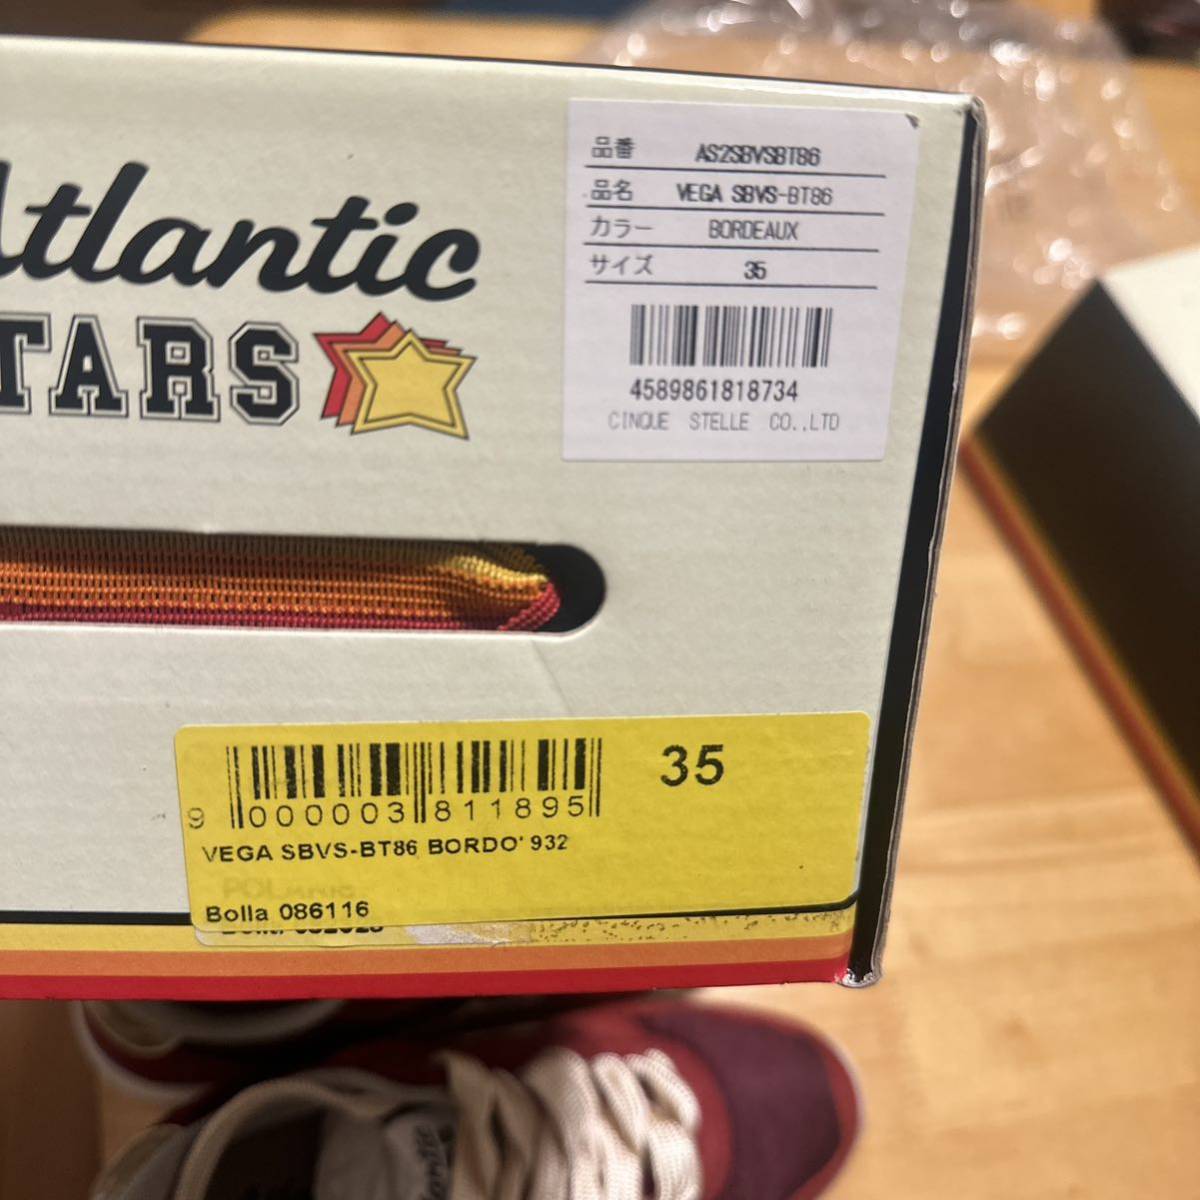 Atlantic
STARS
品番 AS2SBVSBT86
品名 VEGA SBVS-BT86
カラー BORDEAUX
サイズ 35
4589861818734
CINQUE STELLE CO.,LTD
35
9 000003 811895
VEGA SBVS-BT86 BORDO' 932
Bolla 086116